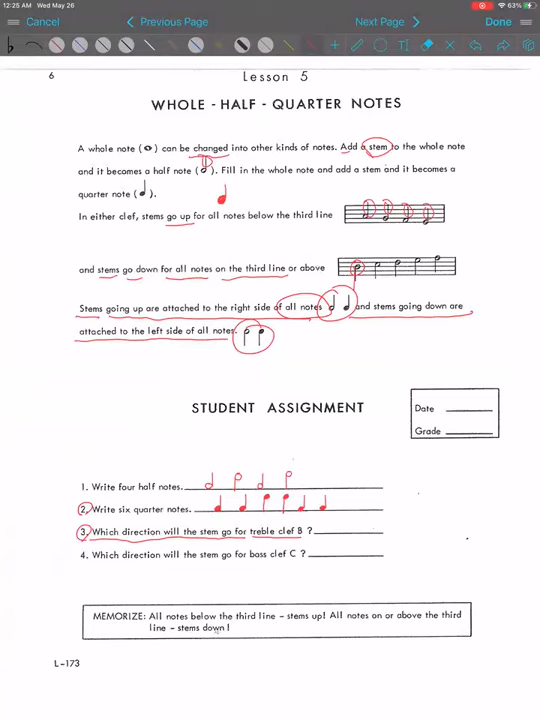 12:25 AM Wed May 26 63%
Cancel Previous Page Next Page Done
6 Lesson 5
WHOLE - HALF - QUARTER NOTES
A whole note ( ) can be changed into other kinds of notes. Add a stem to the whole note
and it becomes a half note ( ). Fill in the whole note and add a stem and it becomes a
quarter note ( ).
In either clef, stems go up for all notes below the third line
and stems go down for all notes on the third line or above
Stems going up are attached to the right side of all notes and stems going down are
attached to the left side of all notes.
STUDENT ASSIGNMENT
Date
Grade
1. Write four half notes.
2. Write six quarter notes.
3. Which direction will the stem go for treble clef B ?
4. Which direction will the stem go for bass clef C ?
MEMORIZE: All notes below the third line - stems up! All notes on or above the third
line - stems down!
L-173